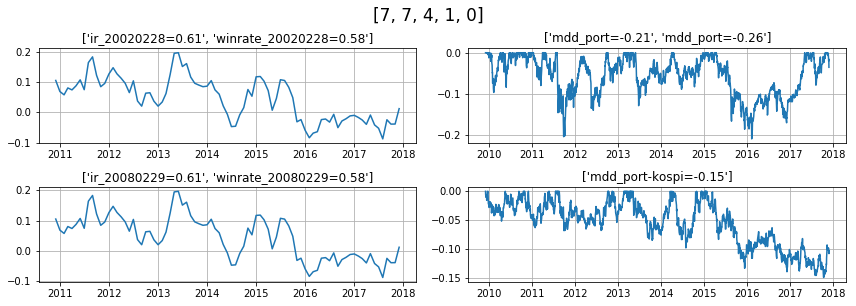 [7, 7, 4, 1, 0]
['ir_20020228=0.61', 'winrate_20020228=0.58']
0.2
0.1
0.0
−0.1
2011 2012 2013 2014 2015 2016 2017 2018
['mdd_port=-0.21', 'mdd_port=-0.26']
0.0
−0.1
−0.2
2010 2011 2012 2013 2014 2015 2016 2017 2018
['ir_20080229=0.61', 'winrate_20080229=0.58']
0.2
0.1
0.0
−0.1
2011 2012 2013 2014 2015 2016 2017 2018
['mdd_port-kospi=-0.15']
0.00
−0.05
−0.10
−0.15
2010 2011 2012 2013 2014 2015 2016 2017 2018